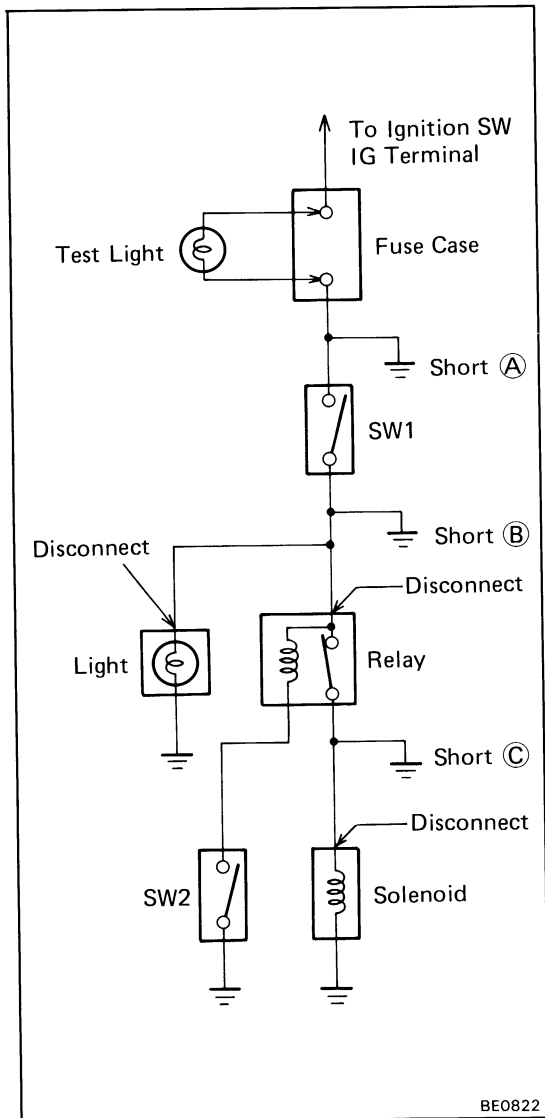 To Ignition SW
IG Terminal
Test Light
Fuse Case
Short Ⓐ
SW1
Short Ⓑ
Disconnect
Disconnect
Light
Relay
Short Ⓒ
Disconnect
SW2
Solenoid
BE0822